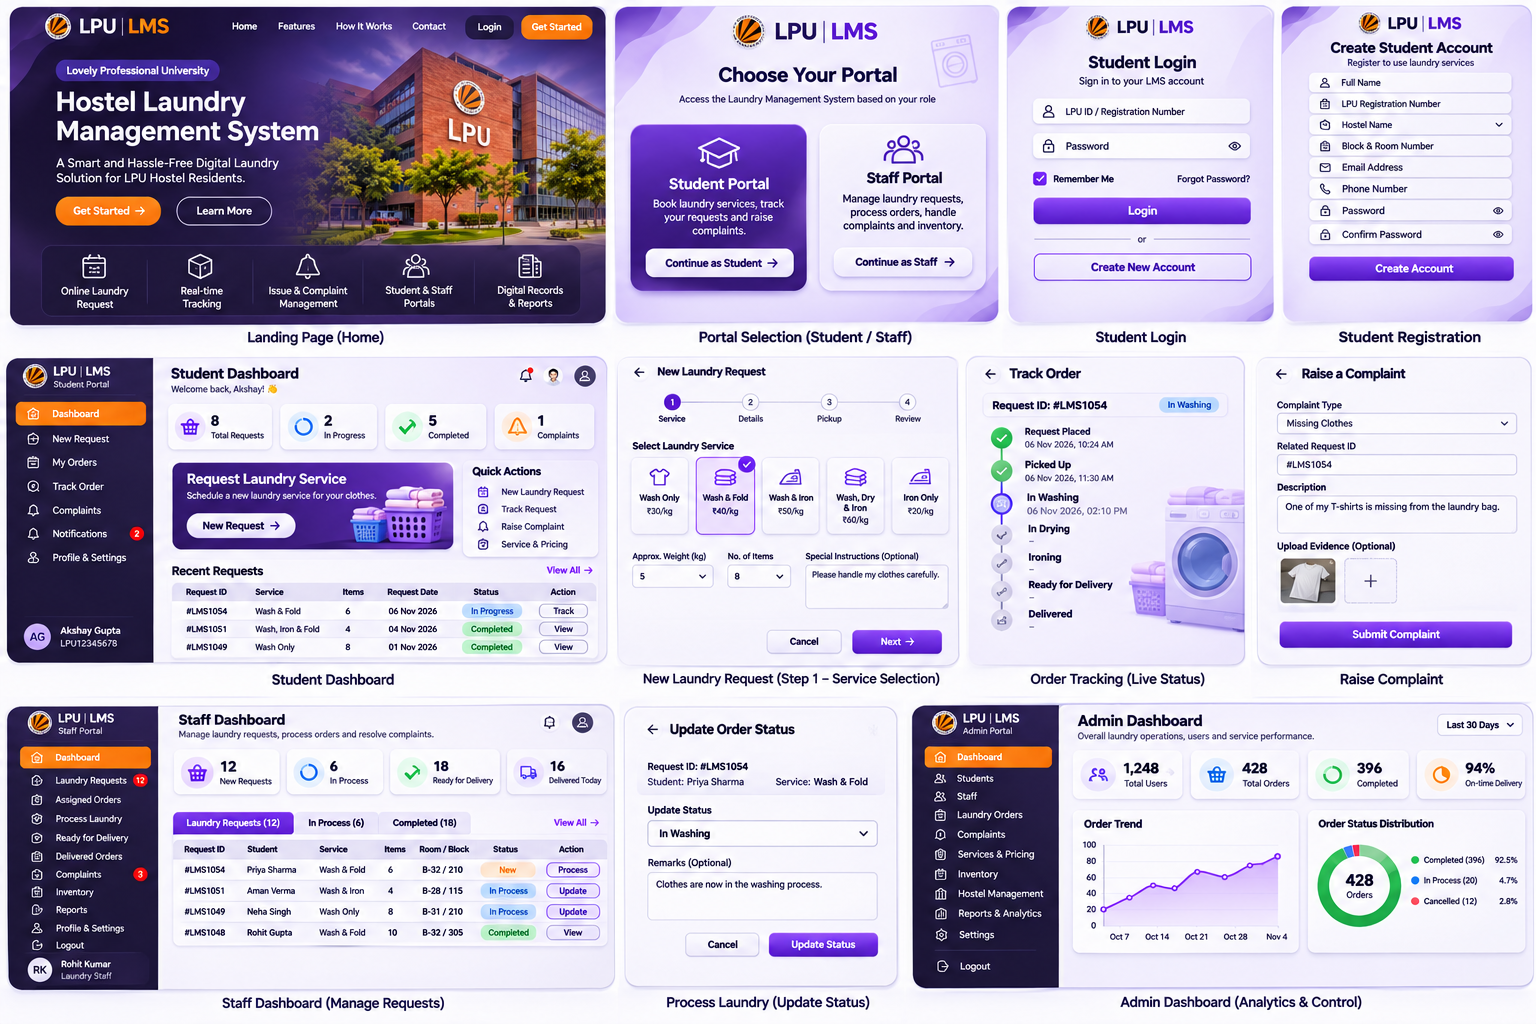 LPU | LMS
Home
Features
How It Works
Contact
Login
Get Started
Lovely Professional University
Hostel Laundry
Management System
A Smart and Hassle-Free Digital Laundry
Solution for LPU Hostel Residents.
Get Started →
Learn More
LPU
Online Laundry
Request
Real-time
Tracking
Issue & Complaint
Management
Student & Staff
Portals
Digital Records
& Reports
Landing Page (Home)
LPU | LMS
Choose Your Portal
Access the Laundry Management System based on your role
Student Portal
Book laundry services, track
your requests and raise
complaints.
Continue as Student →
Staff Portal
Manage laundry requests,
process orders, handle
complaints and inventory.
Continue as Staff →
Portal Selection (Student / Staff)
LPU | LMS
Student Login
Sign in to your LMS account
LPU ID / Registration Number
Password
Remember Me
Forgot Password?
Login
or
Create New Account
Student Login
LPU | LMS
Create Student Account
Register to use laundry services
Full Name
LPU Registration Number
Hostel Name
Block & Room Number
Email Address
Phone Number
Password
Confirm Password
Create Account
Student Registration
LPU | LMS
Student Portal
Dashboard
New Request
My Orders
Track Order
Complaints
Notifications 2
Profile & Settings
AG
Akshay Gupta
LPU12345678
Student Dashboard
Welcome back, Akshay! 👋
8
Total Requests
2
In Progress
5
Completed
1
Complaints
Request Laundry Service
Schedule a new laundry service for your clothes.
New Request →
Quick Actions
New Laundry Request
Track Request
Raise Complaint
Service & Pricing
Recent Requests
View All →
Request ID Service Items Request Date Status Action
#LMS1054 Wash & Fold 6 06 Nov 2026 In Progress Track
#LMS1051 Wash, Iron & Fold 4 04 Nov 2026 Completed View
#LMS1049 Wash Only 8 01 Nov 2026 Completed View
Student Dashboard
← New Laundry Request
1 2 3 4
Service Details Pickup Review
Select Laundry Service
Wash Only
₹30/kg
Wash & Fold
₹40/kg
Wash & Iron
₹50/kg
Wash, Dry
& Iron
₹60/kg
Iron Only
₹20/kg
Approx. Weight (kg)
5
No. of Items
8
Special Instructions (Optional)
Please handle my clothes carefully.
Cancel
Next →
New Laundry Request (Step 1 – Service Selection)
← Track Order
Request ID: #LMS1054
In Washing
Request Placed
06 Nov 2026, 10:24 AM
Picked Up
06 Nov 2026, 11:30 AM
In Washing
06 Nov 2026, 02:10 PM
In Drying
–
Ironing
–
Ready for Delivery
–
Delivered
–
Order Tracking (Live Status)
← Raise a Complaint
Complaint Type
Missing Clothes
Related Request ID
#LMS1054
Description
One of my T-shirts is missing from the laundry bag.
Upload Evidence (Optional)
+
Submit Complaint
Raise Complaint
LPU | LMS
Staff Portal
Dashboard
Laundry Requests 12
Assigned Orders
Process Laundry
Ready for Delivery
Delivered Orders
Complaints 3
Inventory
Reports
Profile & Settings
Logout
RK
Rohit Kumar
Laundry Staff
Staff Dashboard
Manage laundry requests, process orders and resolve complaints.
12
New Requests
6
In Process
18
Ready for Delivery
16
Delivered Today
Laundry Requests (12)
In Process (6)
Completed (18)
View All →
Request ID Student Service Items Room / Block Status Action
#LMS1054 Priya Sharma Wash & Fold 6 B-32 / 210 New Process
#LMS1051 Aman Verma Wash & Iron 4 B-28 / 115 In Process Update
#LMS1049 Neha Singh Wash Only 8 B-31 / 210 In Process Update
#LMS1048 Rohit Gupta Wash & Fold 10 B-32 / 305 Completed View
Staff Dashboard (Manage Requests)
← Update Order Status
Request ID: #LMS1054
Student: Priya Sharma
Service: Wash & Fold
Update Status
In Washing
Remarks (Optional)
Clothes are now in the washing process.
Cancel
Update Status
Process Laundry (Update Status)
LPU | LMS
Admin Portal
Dashboard
Students
Staff
Laundry Orders
Complaints
Services & Pricing
Inventory
Hostel Management
Reports & Analytics
Settings
Logout
Admin Dashboard
Overall laundry operations, users and service performance.
Last 30 Days
1,248
Total Users
428
Total Orders
396
Completed
94%
On-time Delivery
Order Trend
100
80
60
40
20
0
Oct 7 Oct 14 Oct 21 Oct 28 Nov 4
Order Status Distribution
428
Orders
Completed (396) 92.5%
In Process (20) 4.7%
Cancelled (12) 2.8%
Admin Dashboard (Analytics & Control)